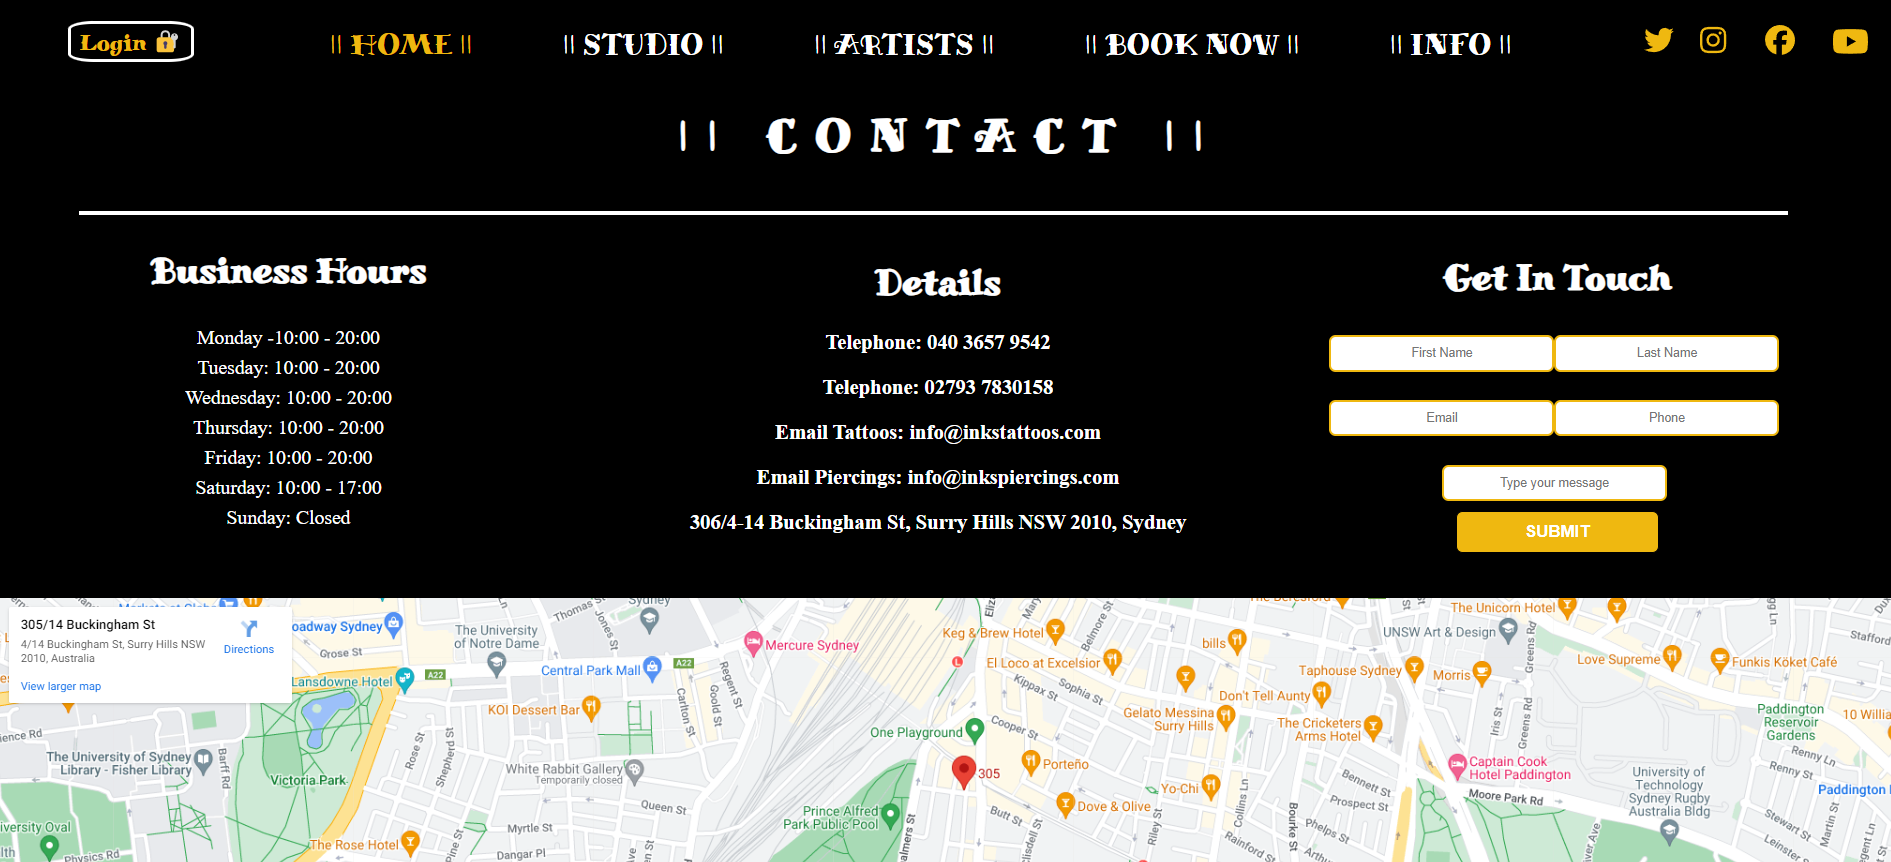 Login
|| HOME ||
|| STUDIO ||
|| ARTISTS ||
|| BOOK NOW ||
|| INFO ||
|| CONTACT ||
Business Hours
Monday -10:00 - 20:00
Tuesday: 10:00 - 20:00
Wednesday: 10:00 - 20:00
Thursday: 10:00 - 20:00
Friday: 10:00 - 20:00
Saturday: 10:00 - 17:00
Sunday: Closed
Details
Telephone: 040 3657 9542
Telephone: 02793 7830158
Email Tattoos: info@inkstattoos.com
Email Piercings: info@inkspiercings.com
306/4-14 Buckingham St, Surry Hills NSW 2010, Sydney
Get In Touch
First Name
Last Name
Email
Phone
Type your message
SUBMIT
305/14 Buckingham St
4/14 Buckingham St, Surry Hills NSW
2010, Australia
Directions
View larger map
oadway Sydney
Grose St
Lansdowne Hotel
A22
Thomas St
Jones St
Sydney
The University
of Notre Dame
Central Park Mall
A22
Mercure Sydney
Regent St
Goold St
Carlton St
KOI Dessert Bar
ience Rd
The University of Sydney
Library - Fisher Library
Barff Rd
Victoria Park
Rose St
Shepherd St
Pine St
White Rabbit Gallery
Temporarily closed
Queen St
Myrtle St
Dangar Pl
The Rose Hotel
iversity Oval
Physics Rd
Keg & Brew Hotel
Belmore St
El Loco at Excelsior
Kippax St
Sophia St
Cooper St
One Playground
305
Porteño
Prince Alfred
Park Public Pool
almers St
Butt St
Dove & Olive
Yo-Chi
Riley St
Collins Ln
Rainford St
bills
Don't Tell Aunty
Gelato Messina
Surry Hills
Taphouse Sydney
The Cricketers
Arms Hotel
Bennett St
Prospect St
Bourke St
Phelps St
The Unicorn Hotel
UNSW Art & Design
Greens Rd
Morris
Iris St
Greens Rd
Love Supreme
Funkis Köket Café
Stafford
Captain Cook
Hotel Paddington
Moore Park Rd
University of
Technology
Sydney Rugby
Australia Bldg
Paddington
Reservoir
Gardens
10 Willia
Renny Ln
Renny St
Paddington
Stewart St
Leinster
Martin St